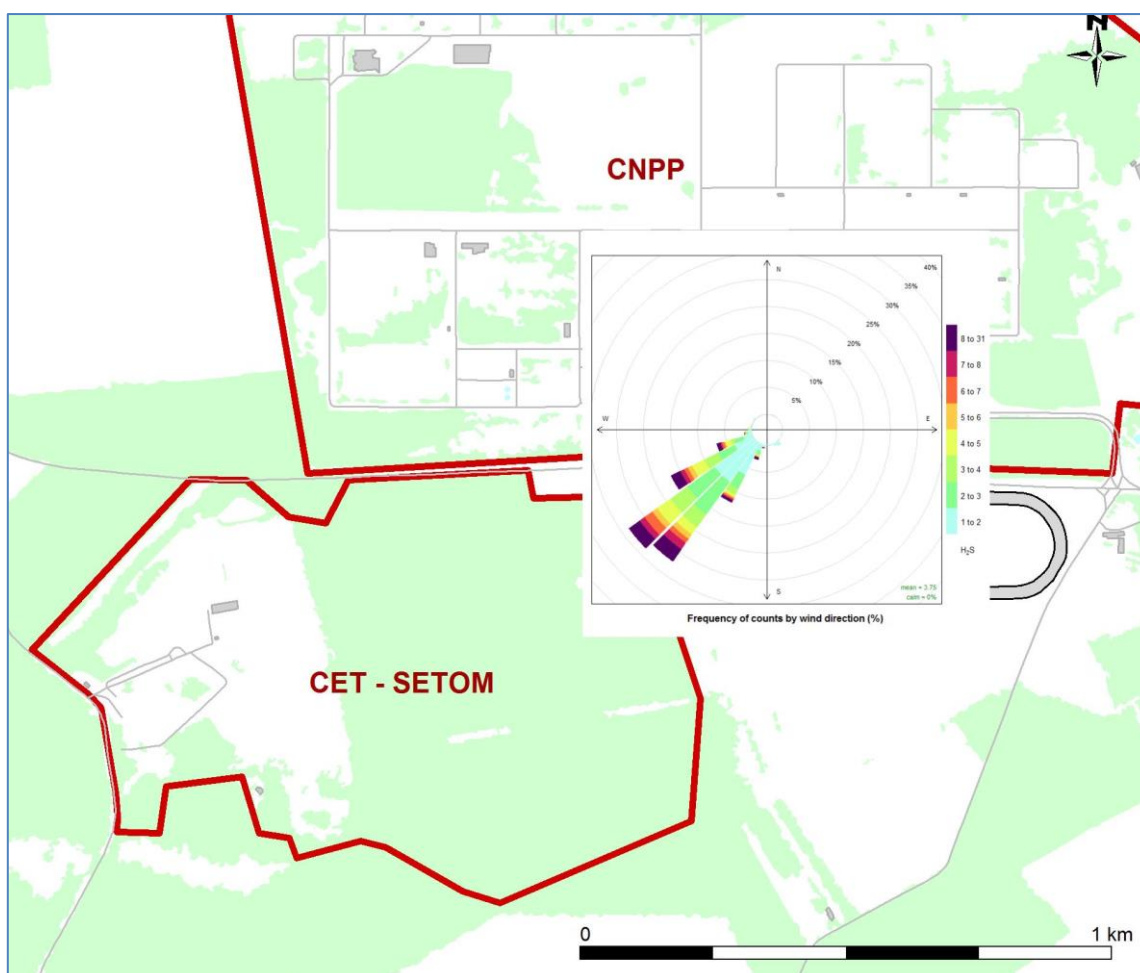 N
CNPP
N
40%
35%
30%
25%
20%
15%
10%
5%
W
E
S
8 to 31
7 to 8
6 to 7
5 to 6
4 to 5
3 to 4
2 to 3
1 to 2
H₂S
mean = 3.75
calm = 0%
Frequency of counts by wind direction (%)
CET - SETOM
0
1 km